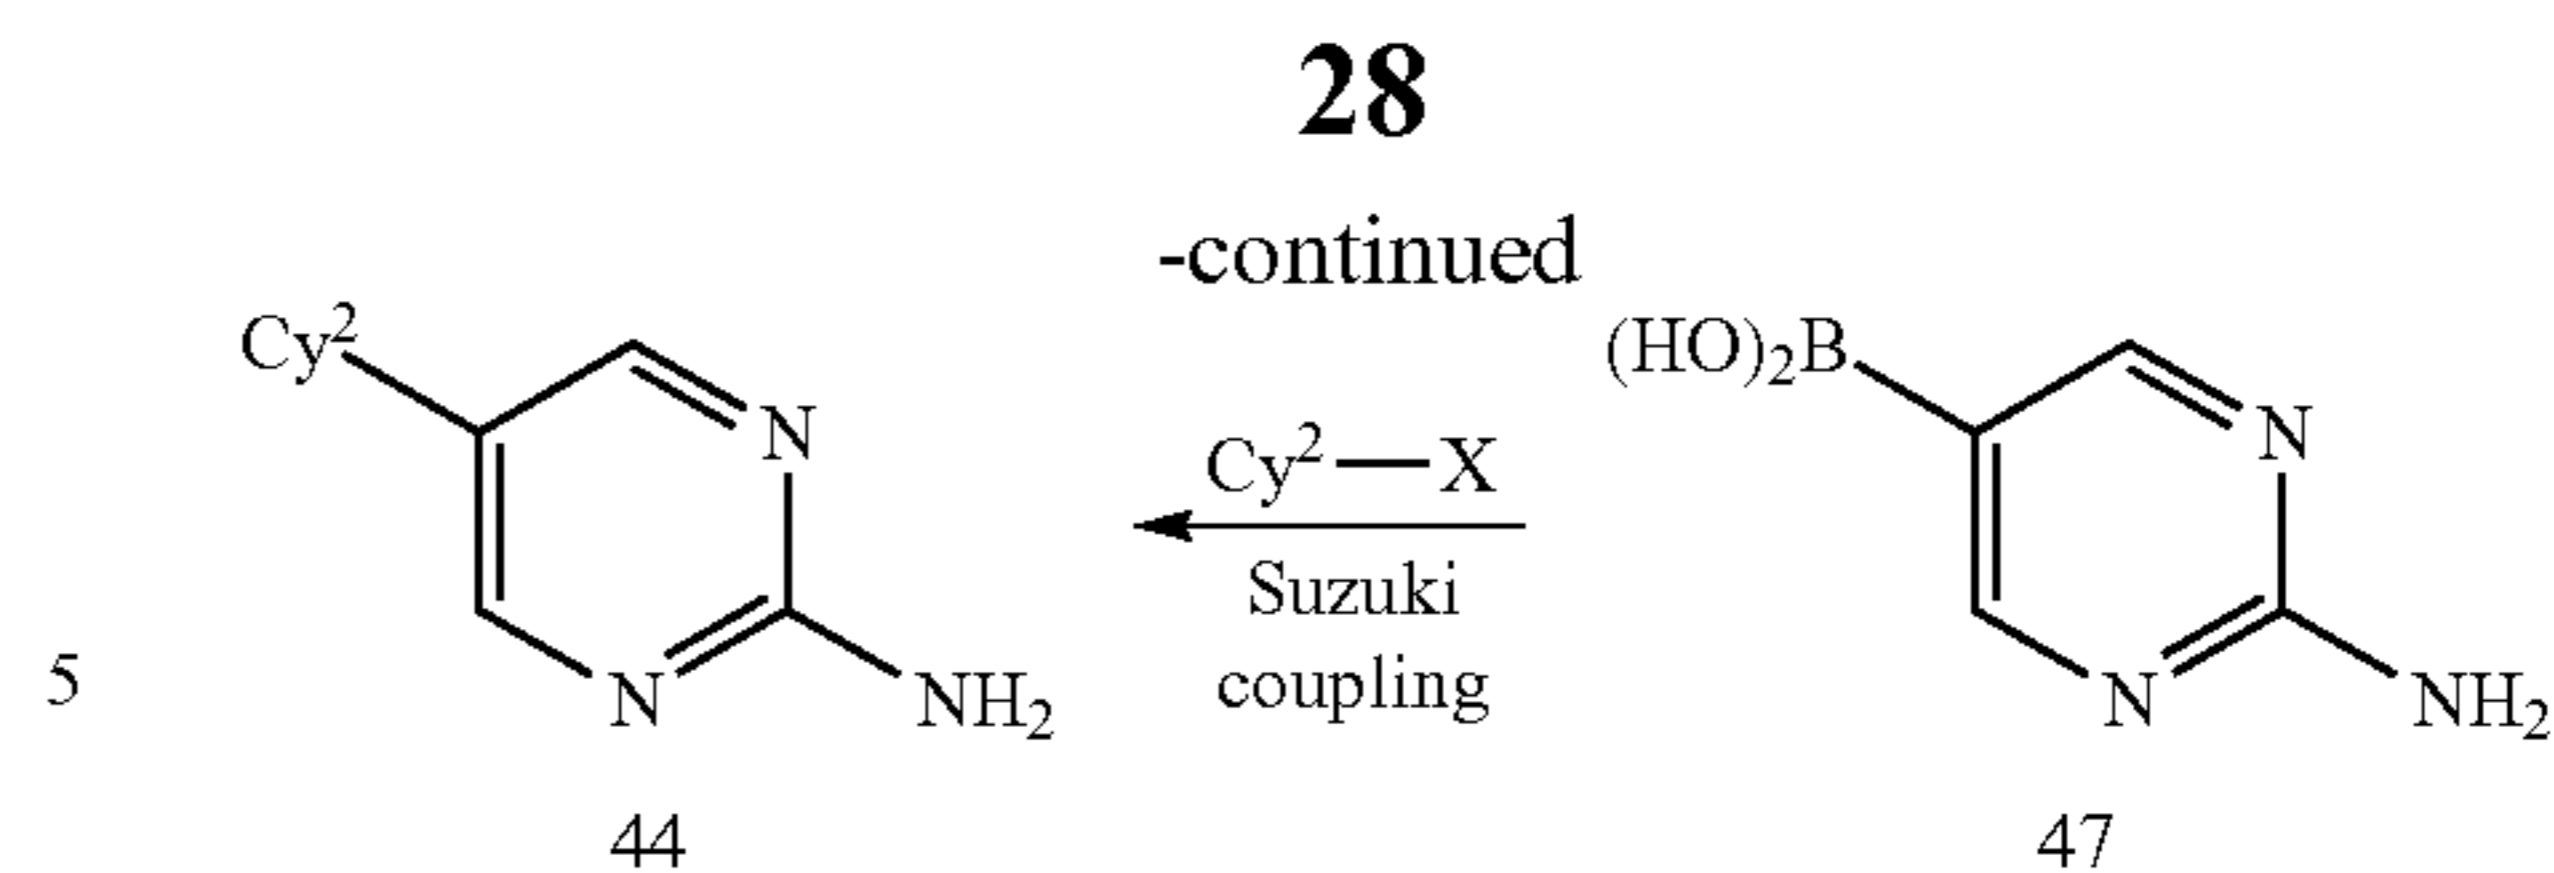 28
-continued
Cy²
N
N
NH₂
44
Cy²—X
Suzuki
coupling
(HO)₂B
N
N
NH₂
47
5